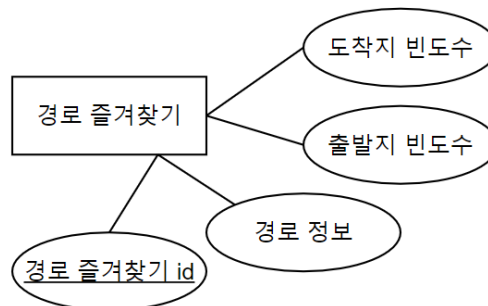 도착지 빈도수
경로 즐겨찾기
출발지 빈도수
경로 정보
경로 즐겨찾기 id